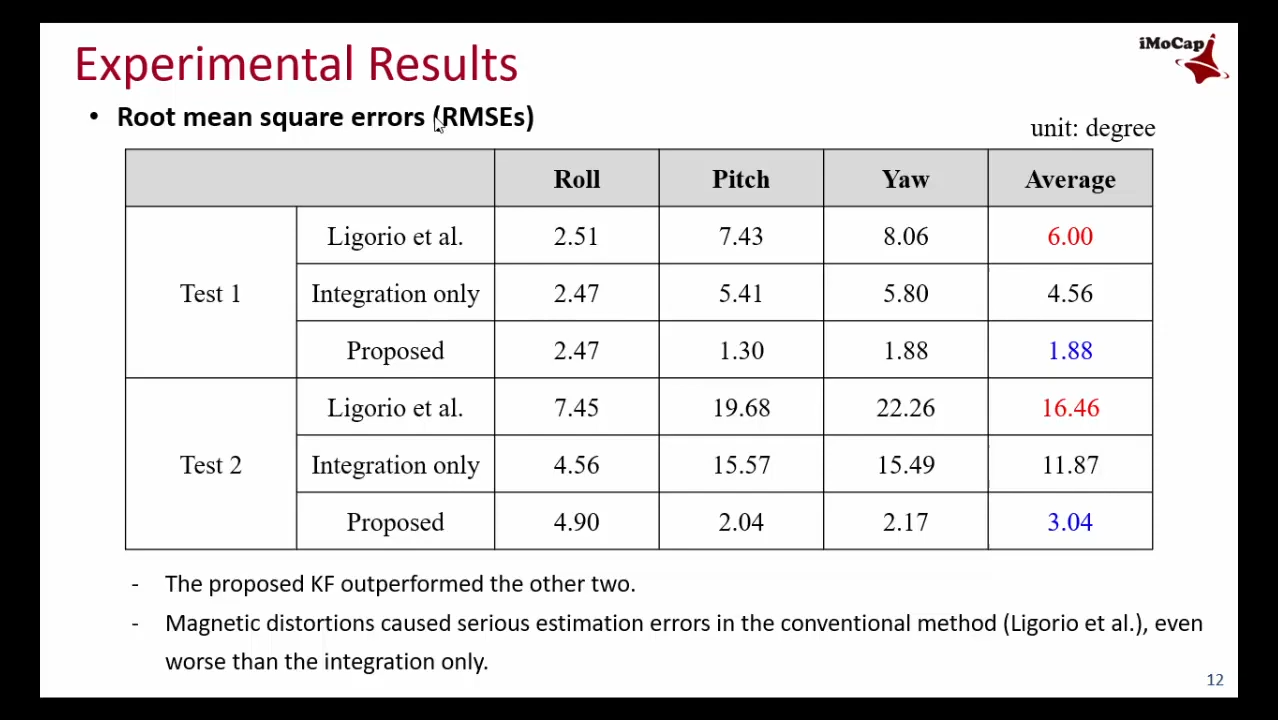 Experimental Results
iMoCap
• Root mean square errors (RMSEs)
unit: degree
Roll Pitch Yaw Average
Test 1
Ligorio et al. 2.51 7.43 8.06 6.00
Integration only 2.47 5.41 5.80 4.56
Proposed 2.47 1.30 1.88 1.88
Test 2
Ligorio et al. 7.45 19.68 22.26 16.46
Integration only 4.56 15.57 15.49 11.87
Proposed 4.90 2.04 2.17 3.04
- The proposed KF outperformed the other two.
- Magnetic distortions caused serious estimation errors in the conventional method (Ligorio et al.), even
worse than the integration only.
12